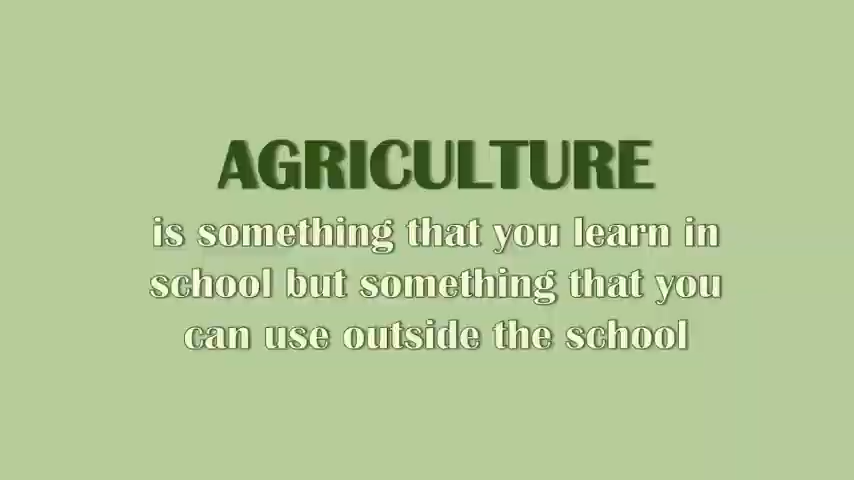 AGRICULTURE
is something that you learn in
school but something that you
can use outside the school